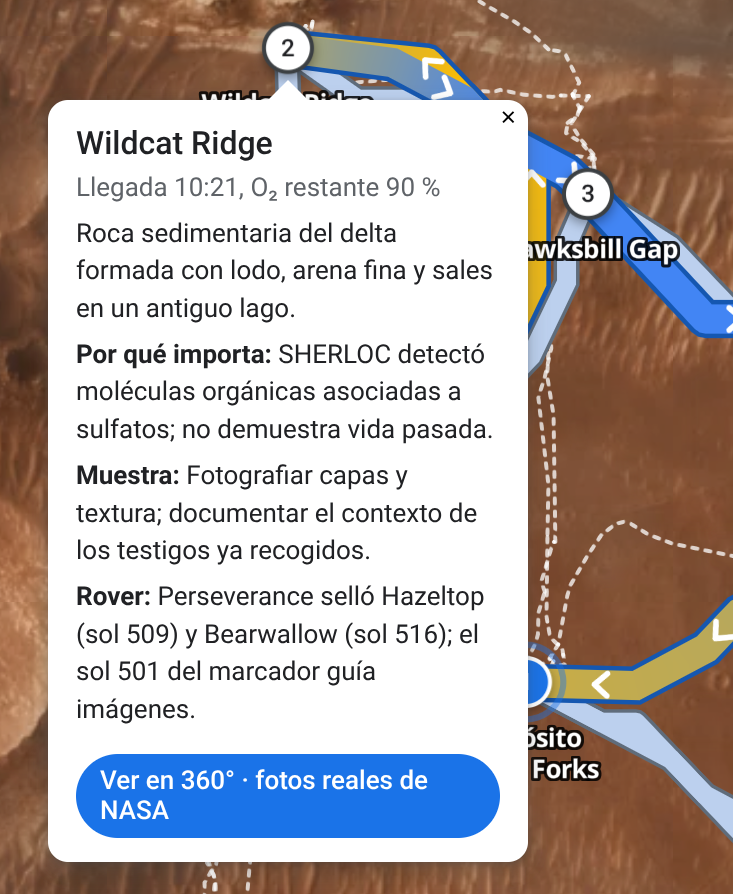 2
Wildcat Ridge
×
Wildcat Ridge
Llegada 10:21, O₂ restante 90 %
Roca sedimentaria del delta
formada con lodo, arena fina y sales
en un antiguo lago.
Por qué importa: SHERLOC detectó
moléculas orgánicas asociadas a
sulfatos; no demuestra vida pasada.
Muestra: Fotografiar capas y
textura; documentar el contexto de
los testigos ya recogidos.
Rover: Perseverance selló Hazeltop
(sol 509) y Bearwallow (sol 516); el
sol 501 del marcador guía
imágenes.
Ver en 360° · fotos reales de
NASA
3
awksbill Gap
ósito
Forks